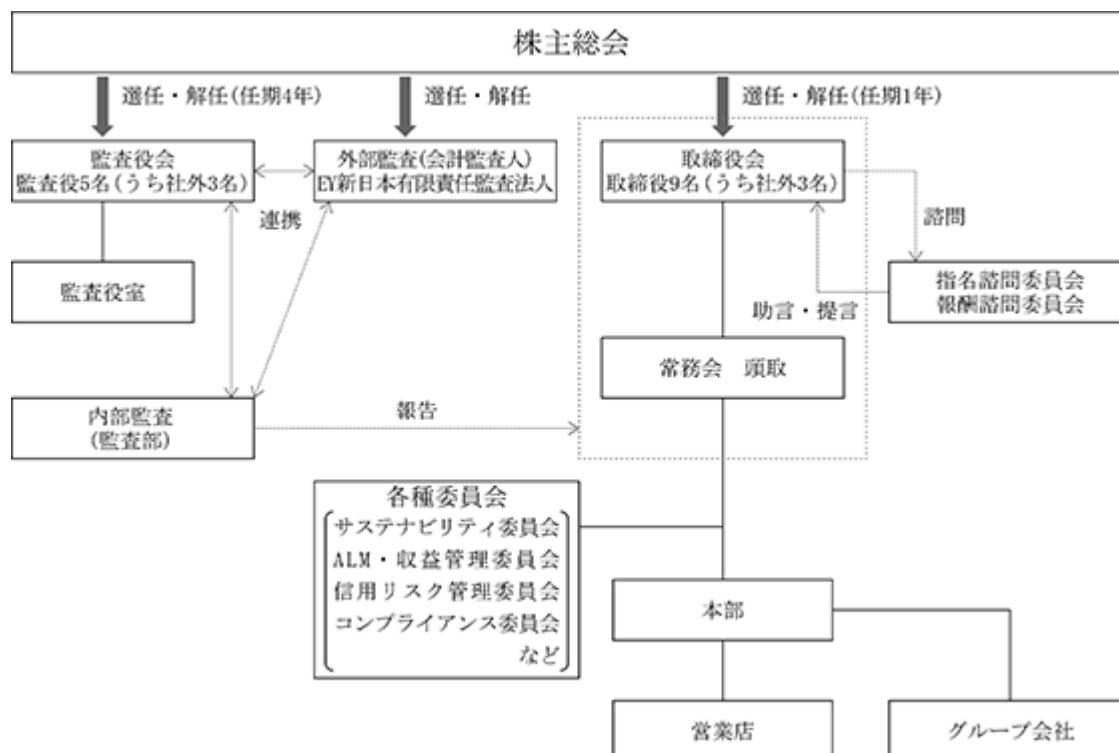 株主総会
選任・解任(任期4年)
選任・解任
選任・解任(任期1年)
監査役会
監査役5名(うち社外3名)
外部監査(会計監査人)
EY新日本有限責任監査法人
取締役会
取締役9名(うち社外3名)
連携
諮問
監査役室
指名諮問委員会
報酬諮問委員会
助言・提言
常務会 頭取
内部監査
(監査部)
報告
各種委員会
サステナビリティ委員会
ALM・収益管理委員会
信用リスク管理委員会
コンプライアンス委員会
など
本部
営業店
グループ会社